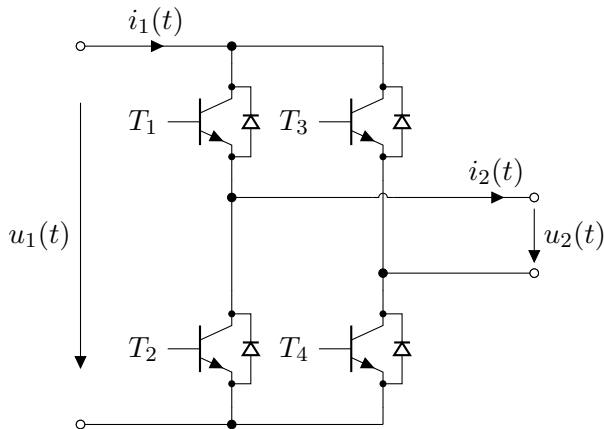 i₁(t)
T₁
T₃
i₂(t)
u₁(t)
u₂(t)
T₂
T₄